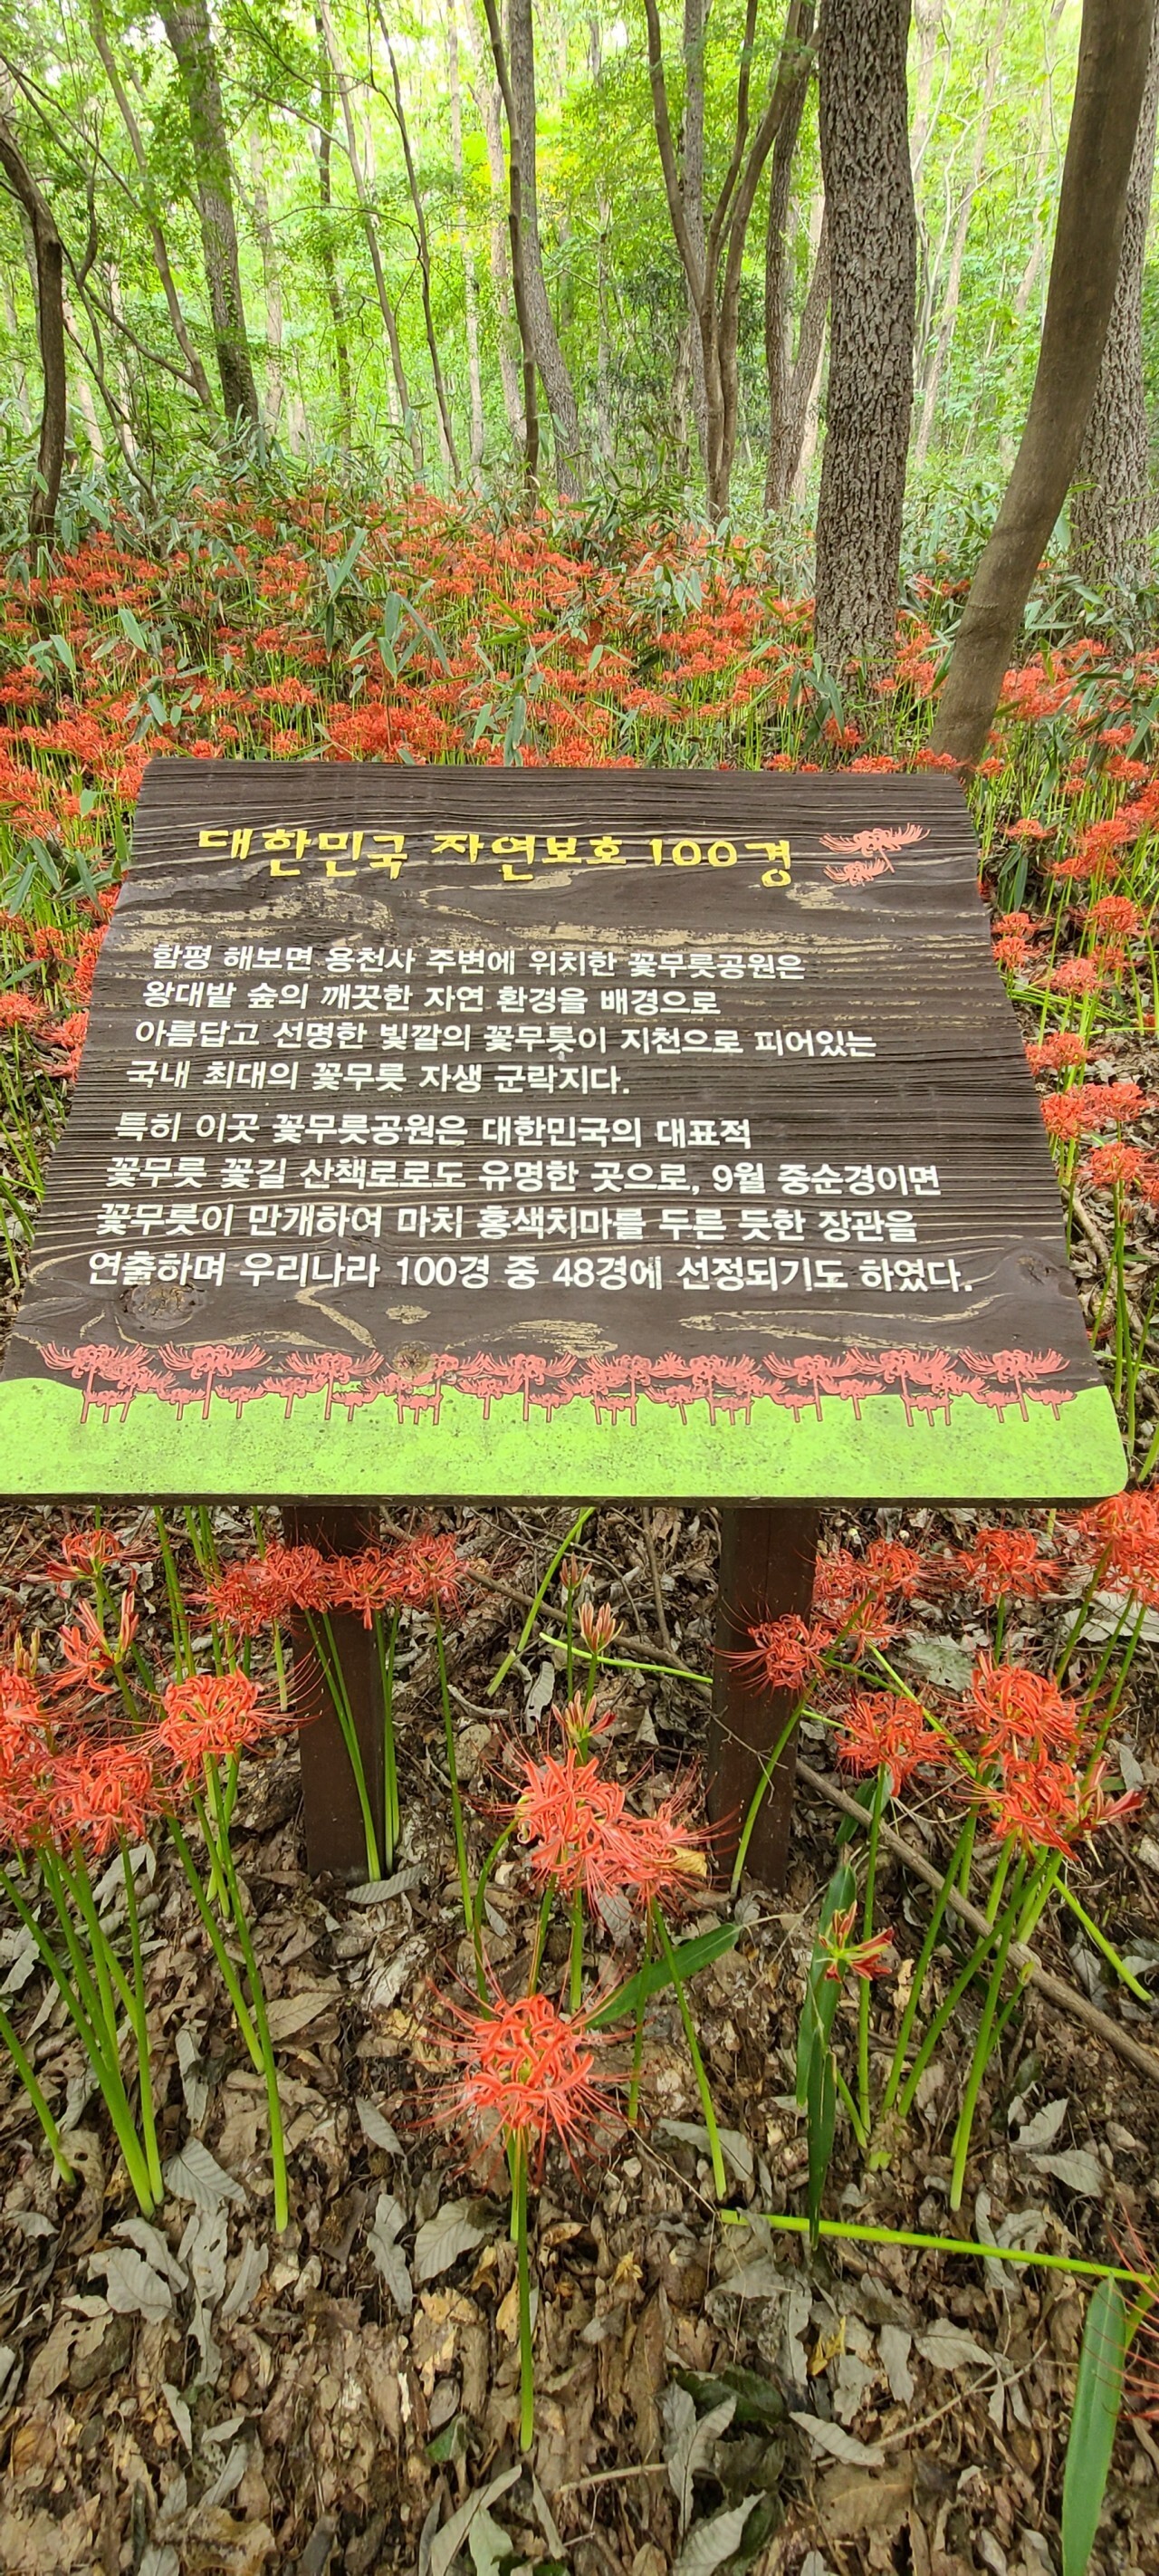 대한민국 자연보호 100경
함평 해보면 용천사 주변에 위치한 꽃무릇공원은
왕대밭 숲의 깨끗한 자연 환경을 배경으로
아름답고 선명한 빛깔의 꽃무릇이 지천으로 피어있는
국내 최대의 꽃무릇 자생 군락지다.
특히 이곳 꽃무릇공원은 대한민국의 대표적
꽃무릇 꽃길 산책로로도 유명한 곳으로, 9월 중순경이면
꽃무릇이 만개하여 마치 홍색치마를 두른 듯한 장관을
연출하며 우리나라 100경 중 48경에 선정되기도 하였다.